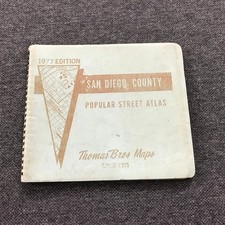 1977 EDITION
SAN DIEGO COUNTY
POPULAR STREET ATLAS
Thomas Bros Maps